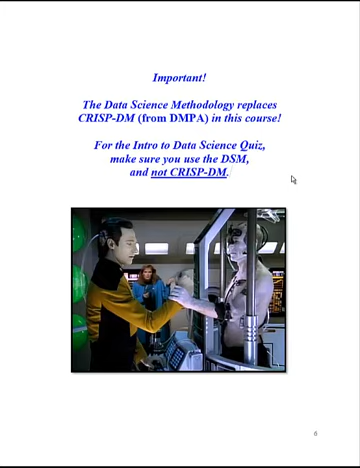 Important!
The Data Science Methodology replaces
CRISP-DM (from DMPA) in this course!
For the Intro to Data Science Quiz,
make sure you use the DSM,
and not CRISP-DM.
6